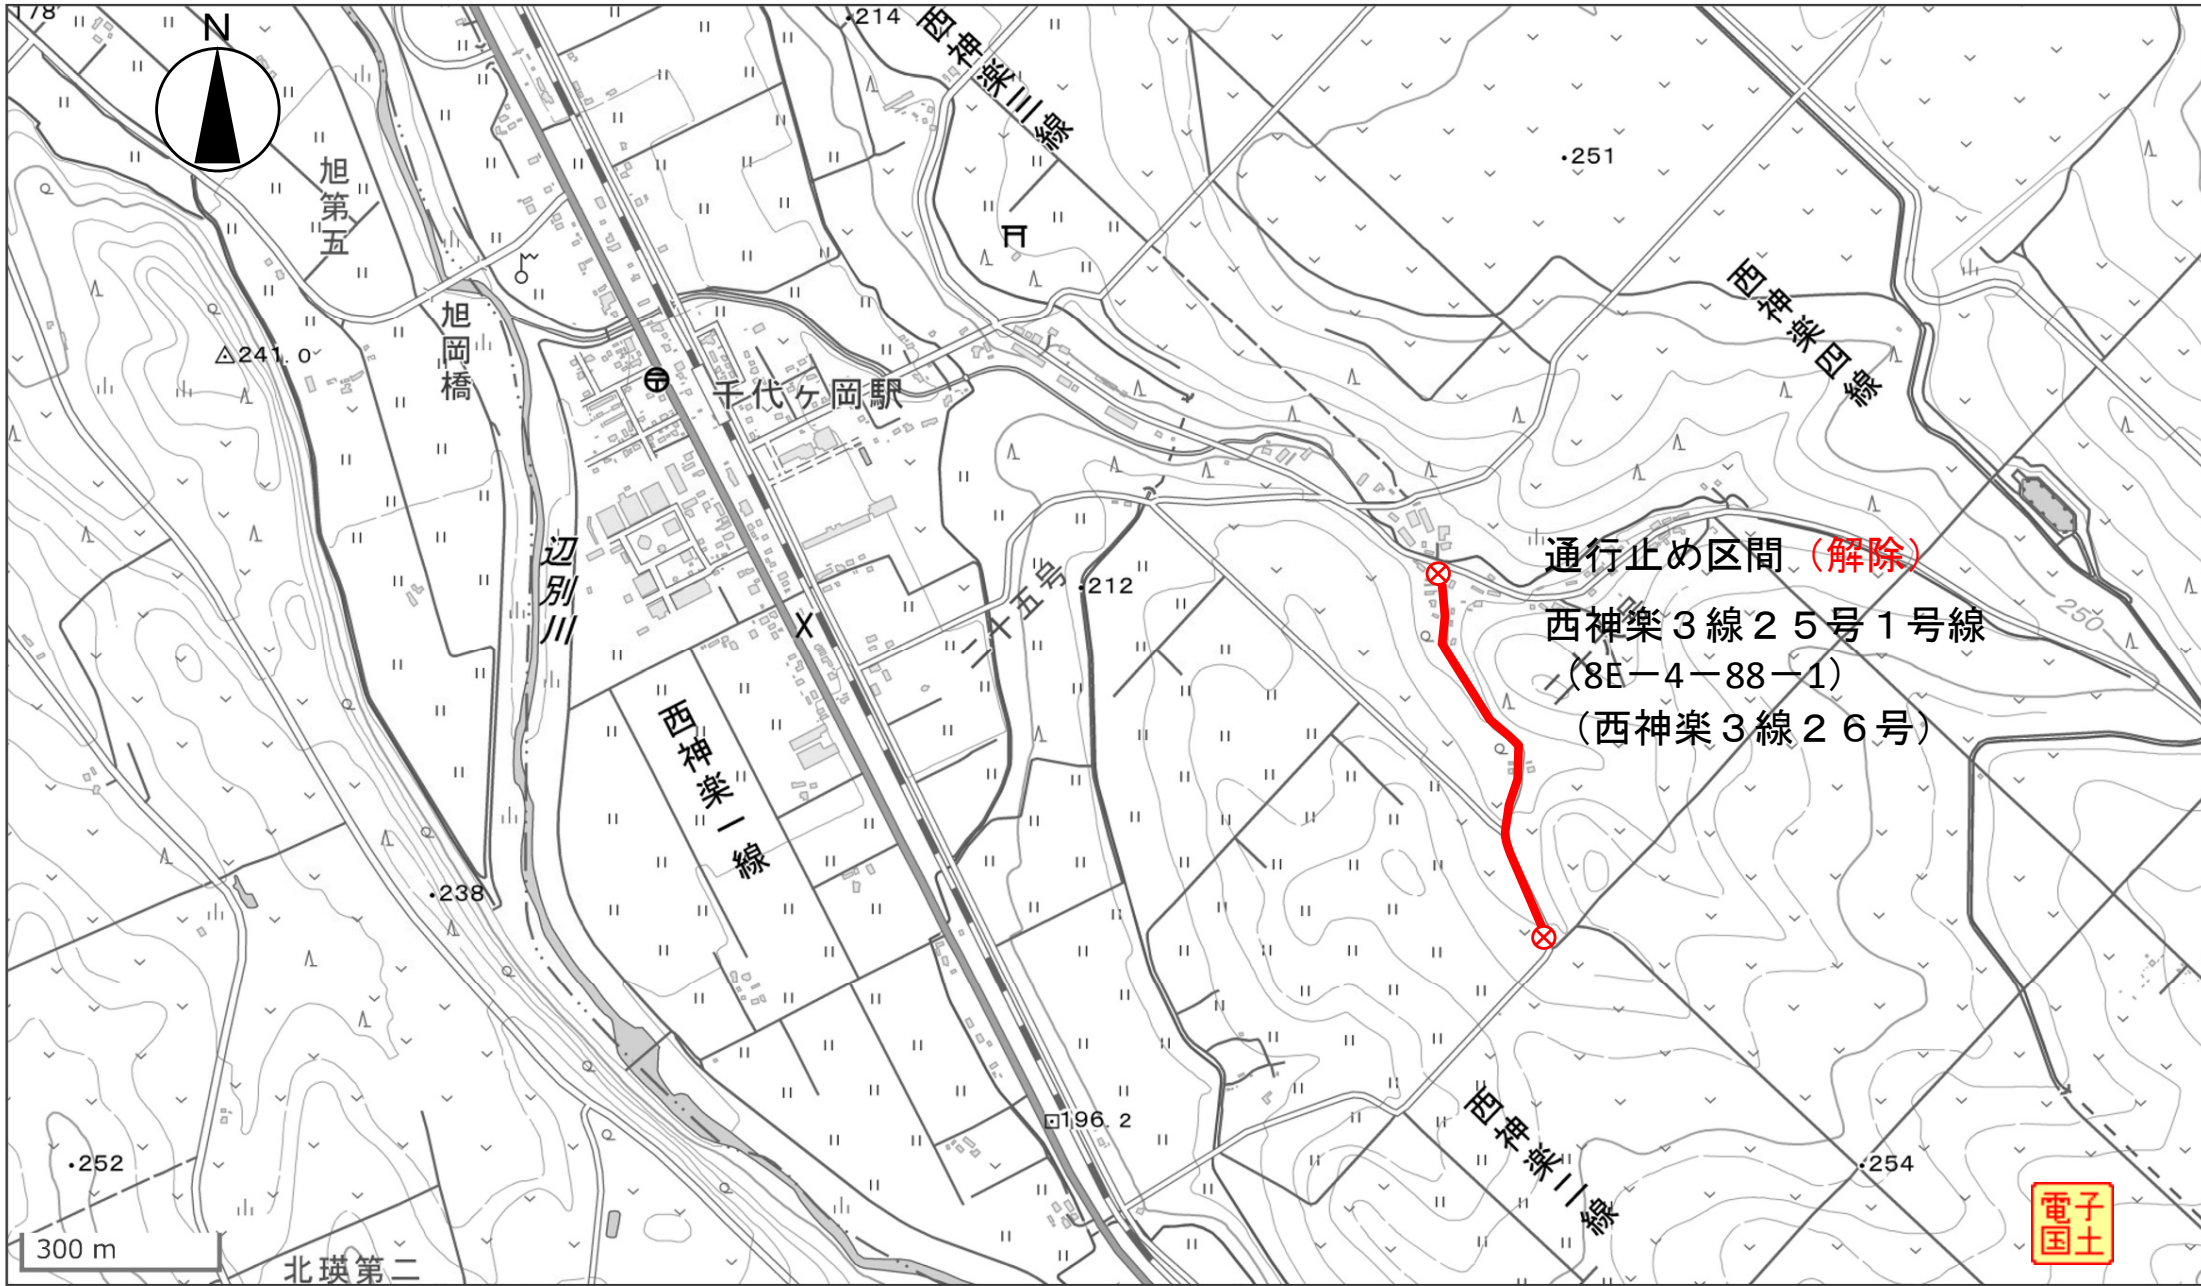 178
N
214
西神楽三線
251
旭第五
旭岡橋
241.0
千代ヶ岡駅
西神楽四線
通行止め区間（解除）
西神楽３線２５号１号線
（8E－4－88－1）
（西神楽３線２６号）
辺別川
212
二十五号
250
西神楽一線
238
196.2
西神楽二線
252
254
300 m
北瑛第二
電子
国土